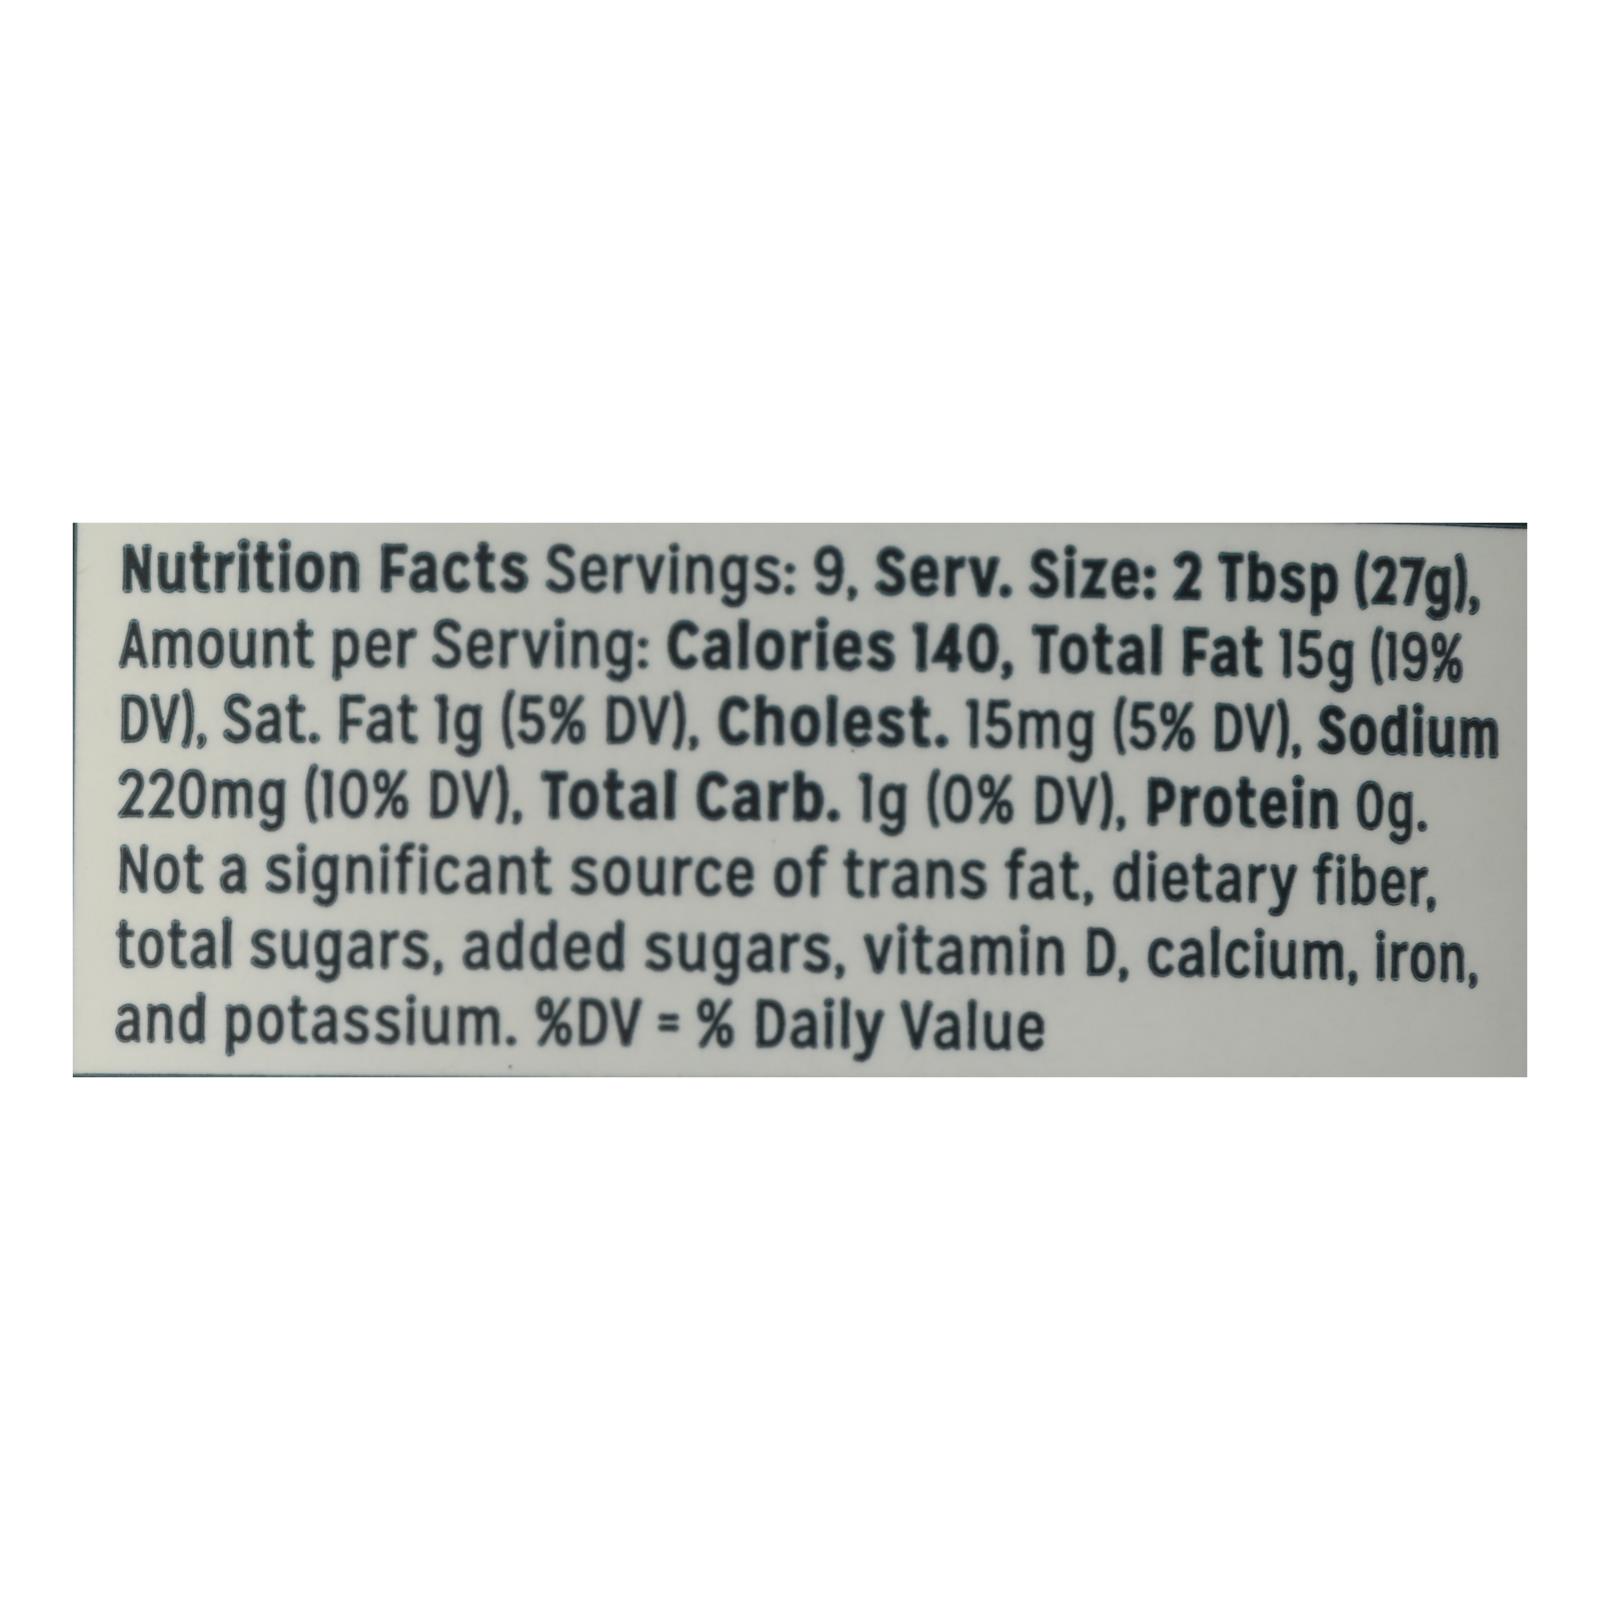 Nutrition Facts Servings: 9, Serv. Size: 2 Tbsp (27g),
Amount per Serving: Calories 140, Total Fat 15g (19%
DV), Sat. Fat 1g (5% DV), Cholest. 15mg (5% DV), Sodium
220mg (10% DV), Total Carb. 1g (0% DV), Protein 0g.
Not a significant source of trans fat, dietary fiber,
total sugars, added sugars, vitamin D, calcium, iron,
and potassium. %DV = % Daily Value